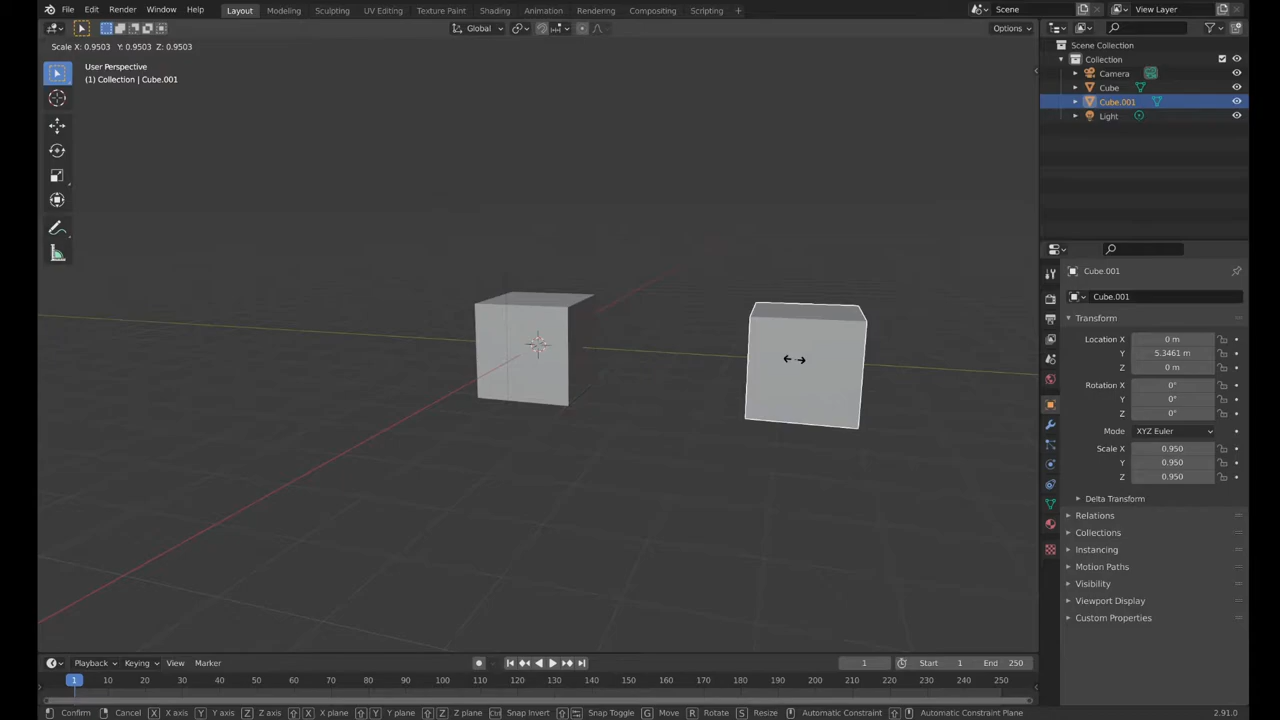 File Edit Render Window Help Layout Modeling Sculpting UV Editing Texture Paint Shading Animation Rendering Compositing Scripting + Scene View Layer
Global Options
Scale X: 0.9503 Y: 0.9503 Z: 0.9503
User Perspective
(1) Collection | Cube.001
Scene Collection
Collection
Camera
Cube
Cube.001
Light
Cube.001
Cube.001
Transform
Location X 0 m
Y 5.3461 m
Z 0 m
Rotation X 0°
Y 0°
Z 0°
Mode XYZ Euler
Scale X 0.950
Y 0.950
Z 0.950
Delta Transform
Relations
Collections
Instancing
Motion Paths
Visibility
Viewport Display
Custom Properties
Playback Keying View Marker 1 Start 1 End 250
1 10 20 30 40 50 60 70 80 90 100 110 120 130 140 150 160 170 180 190 200 210 220 230 240 250
Confirm Cancel X X axis Y Y axis Z Z axis X X plane Y Y plane Z Z plane Ctrl Snap Invert Snap Toggle G Move R Rotate S Resize Automatic Constraint Automatic Constraint Plane 2.91.0